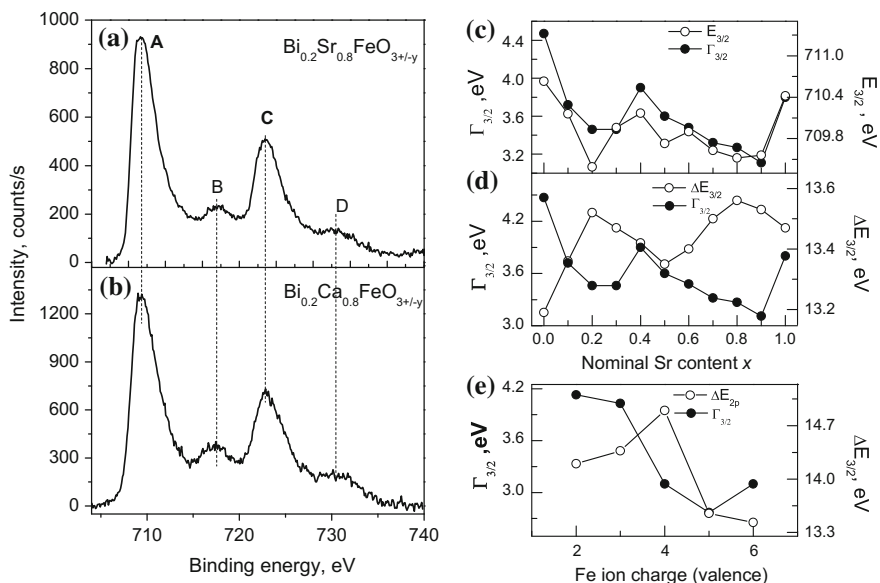 (a)
A
Bi0.2Sr0.8FeO3+/-y
C
B
D
1000
800
600
400
200
0
(b)
Bi0.2Ca0.8FeO3+/-y
1200
900
600
300
0
Intensity, counts/s
710
720
730
740
Binding energy, eV
(c)
E3/2
Γ3/2
4.4
4.0
3.6
3.2
Γ3/2 ,eV
711.0
710.4
709.8
E3/2, eV
(d)
ΔE3/2
Γ3/2
4.2
3.6
3.0
Γ3/2 ,eV
13.6
13.4
13.2
ΔE3/2, eV
0.0
0.2
0.4
0.6
0.8
1.0
Nominal Sr content x
(e)
ΔE2p
Γ3/2
4.2
3.6
3.0
Γ3/2 ,eV
14.7
14.0
13.3
ΔE3/2, eV
2
3
4
5
6
Fe ion charge (valence)